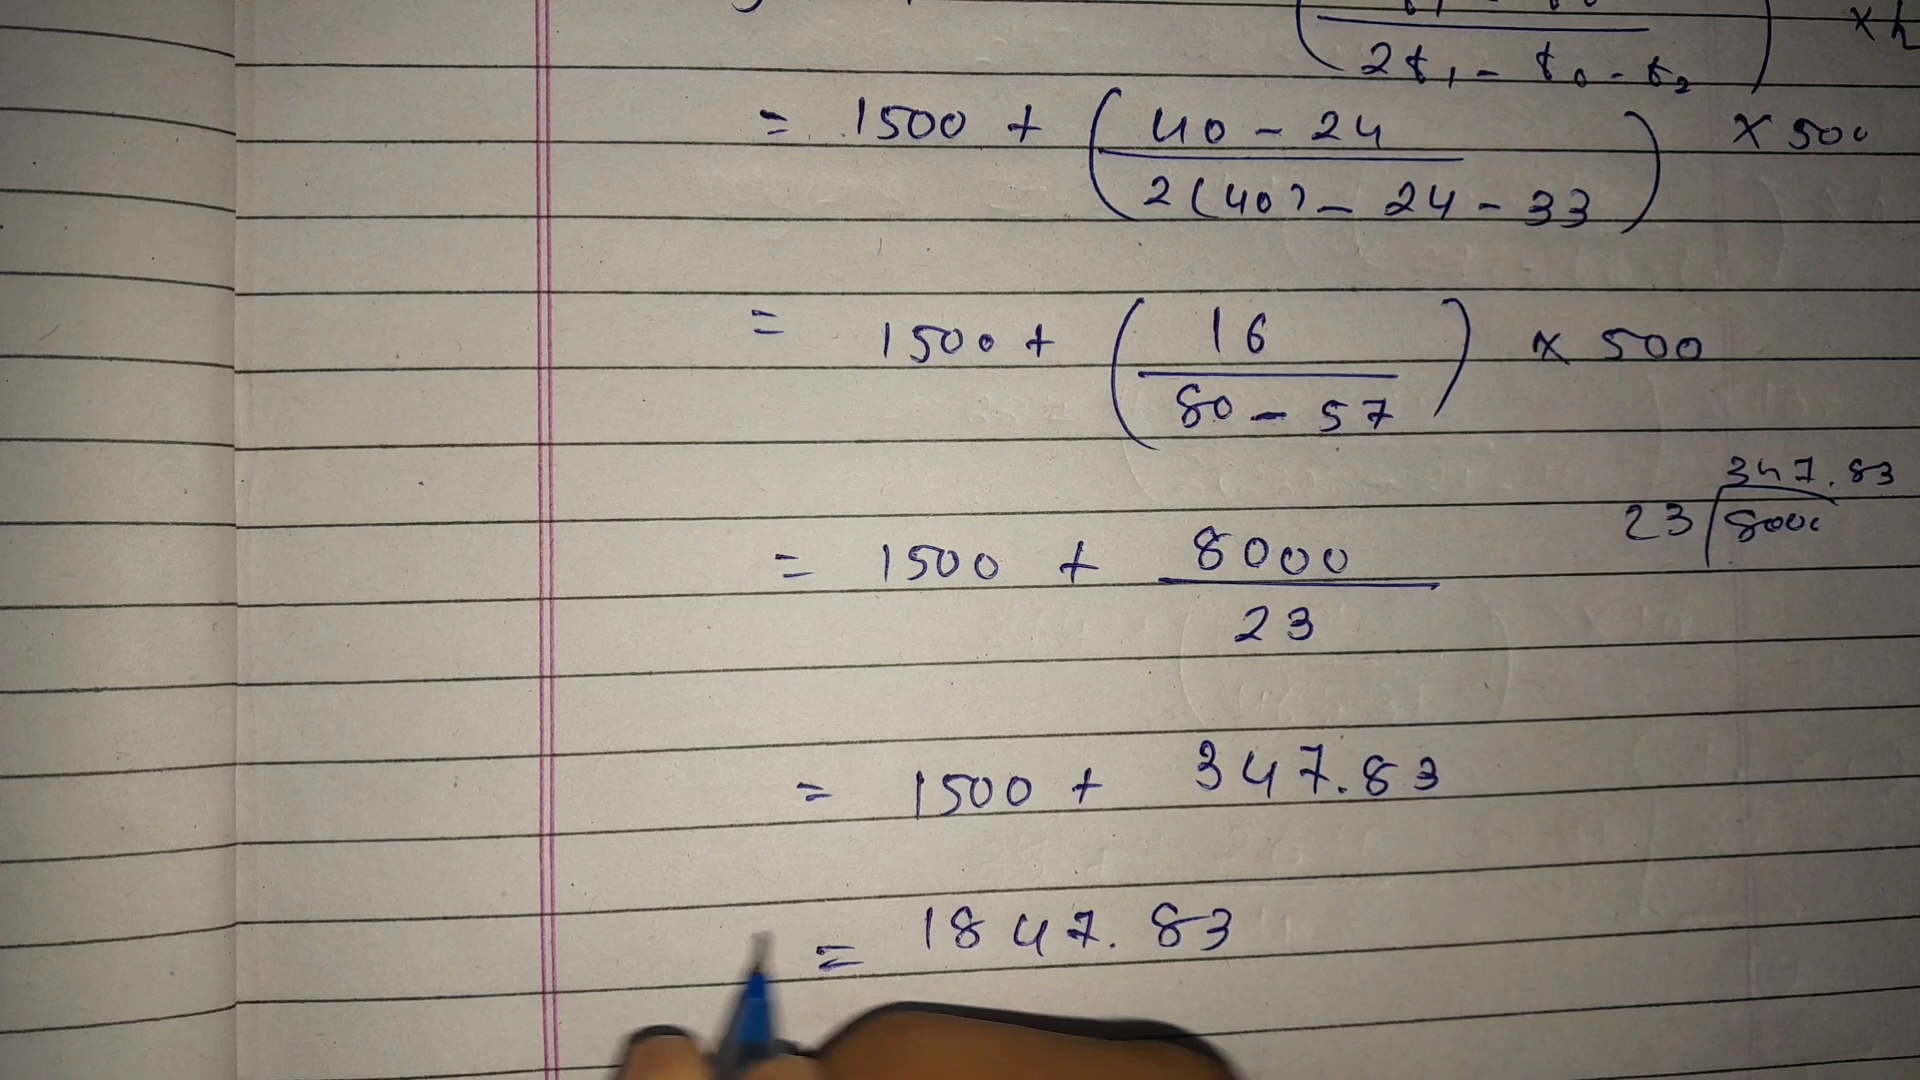 2f₁ - f₀ - f₂ × h
= 1500 + ( 40 - 24 / 2(40) - 24 - 33 ) × 500
= 1500 + ( 16 / 80 - 57 ) × 500
347.83
23 ) 8000
= 1500 + 8000 / 23
= 1500 + 347.83
= 1847.83